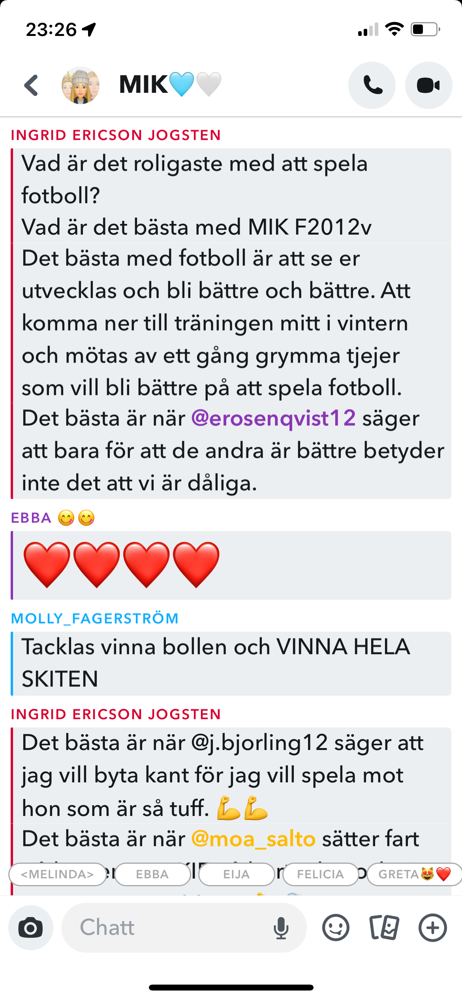 23:26
MIK🩵🤍
INGRID ERICSON JOGSTEN
Vad är det roligaste med att spela
fotboll?
Vad är det bästa med MIK F2012v
Det bästa med fotboll är att se er
utvecklas och bli bättre och bättre. Att
komma ner till träningen mitt i vintern
och mötas av ett gång grymma tjejer
som vill bli bättre på att spela fotboll.
Det bästa är när @erosenqvist12 säger
att bara för att de andra är bättre betyder
inte det att vi är dåliga.
EBBA 😋😋
❤️❤️❤️❤️
MOLLY_FAGERSTRÖM
Tacklas vinna bollen och VINNA HELA
SKITEN
INGRID ERICSON JOGSTEN
Det bästa är när @j.bjorling12 säger att
jag vill byta kant för jag vill spela mot
hon som är så tuff. 💪💪
Det bästa är när @moa_salto sätter fart
<MELINDA> EBBA EIJA FELICIA GRETA😻❤️
Chatt